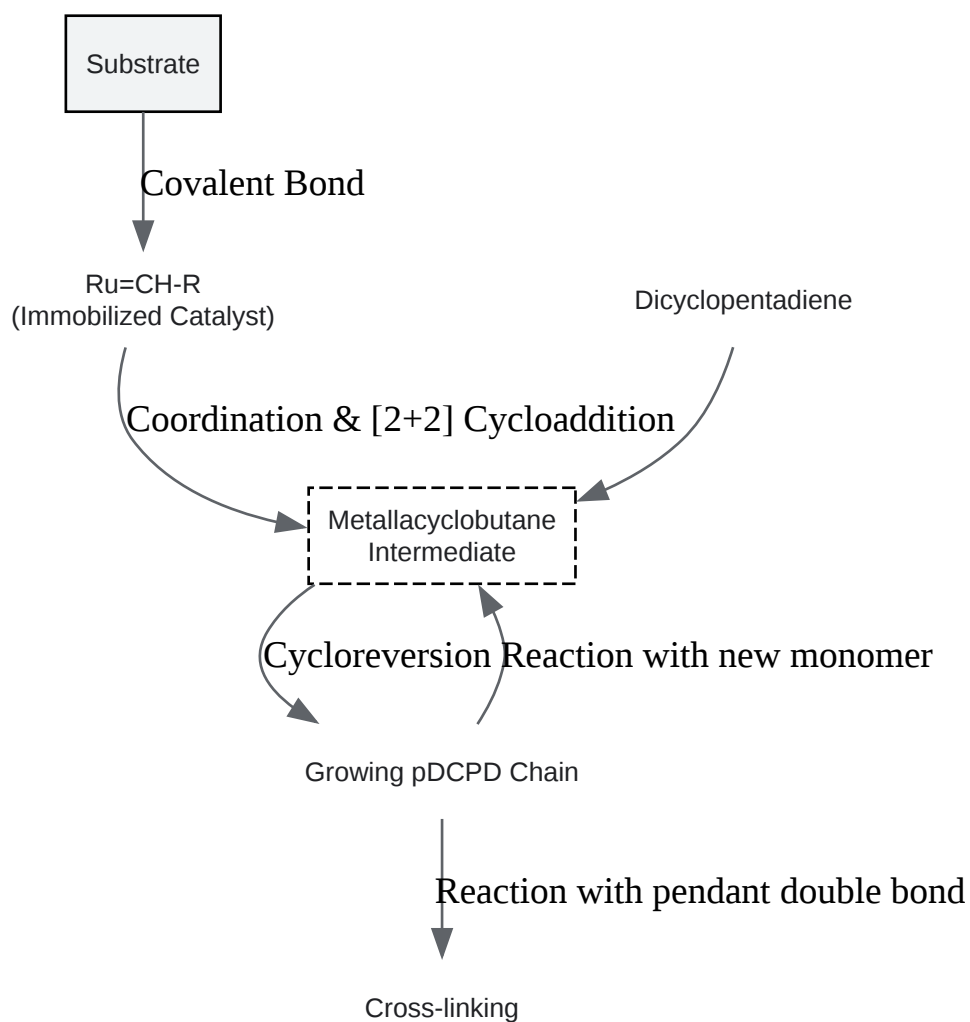 Substrate
Covalent Bond
Ru=CH-R
(Immobilized Catalyst)
Dicyclopentadiene
Coordination & [2+2] Cycloaddition
Metallacyclobutane
Intermediate
Cycloreversion
Reaction with new monomer
Growing pDCPD Chain
Reaction with pendant double bond
Cross-linking